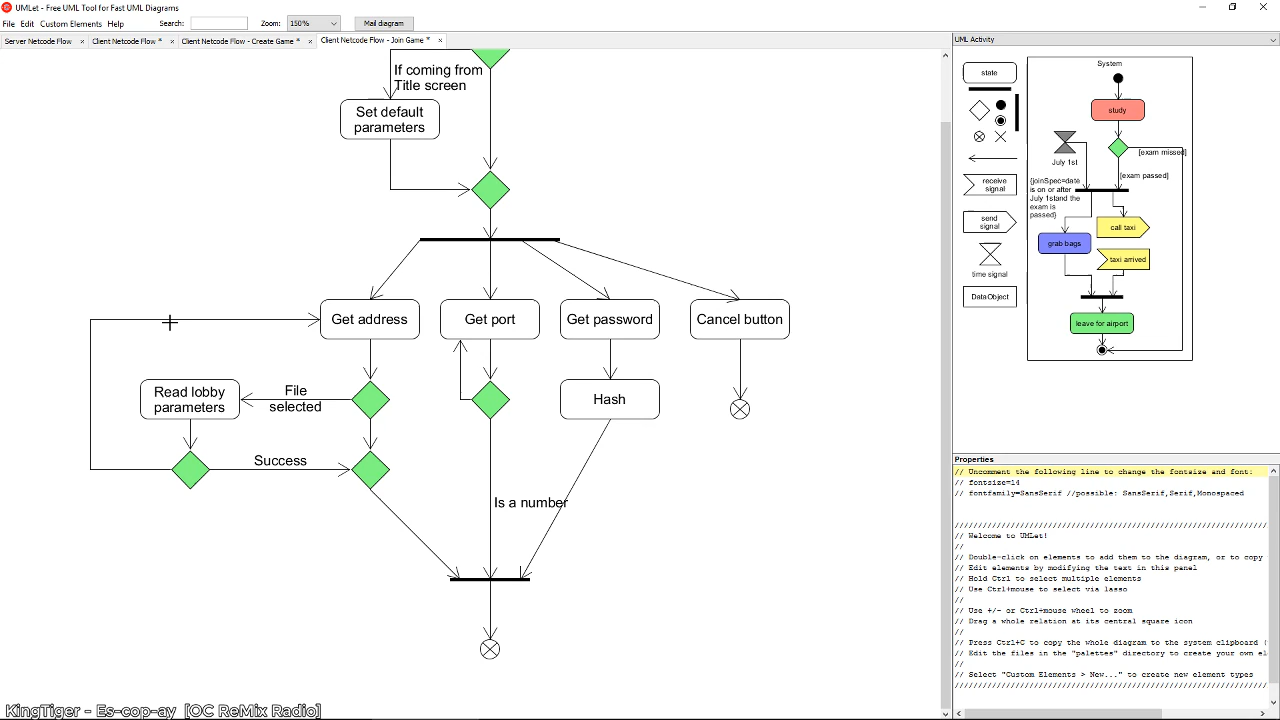 UMLet - Free UML Tool for Fast UML Diagrams
File Edit Custom Elements Help
Search:
Zoom: 150%
Mail diagram
Server Netcode Flow
Client Netcode Flow *
Client Netcode Flow - Create Game *
Client Netcode Flow - Join Game *
If coming from
Title screen
Set default
parameters
Get address
Get port
Get password
Cancel button
Read lobby
parameters
File
selected
Hash
Success
Is a number
KingTiger - Es-cop-ay [OC ReMix Radio]
UML Activity
state
receive
signal
send
signal
time signal
DataObject
System
study
July 1st
[exam missed]
[exam passed]
{joinSpec=date
is on or after
July 1stand the
exam is
passed}
call taxi
grab bags
taxi arrived
leave for airport
Properties
// Uncomment the following line to change the fontsize and font:
// fontsize=14
// fontfamily=SansSerif //possible: SansSerif,Serif,Monospaced
//////////////////////////////////////////////////////////////
// Welcome to UMLet!
//
// Double-click on elements to add them to the diagram, or to copy
// Edit elements by modifying the text in this panel
// Hold Ctrl to select multiple elements
// Use Ctrl+mouse to select via lasso
//
// Use +/- or Ctrl+mouse wheel to zoom
// Drag a whole relation at its central square icon
//
// Press Ctrl+C to copy the whole diagram to the system clipboard (
// Edit the files in the "palettes" directory to create your own el
//
// Select "Custom Elements > New..." to create new element types
//////////////////////////////////////////////////////////////